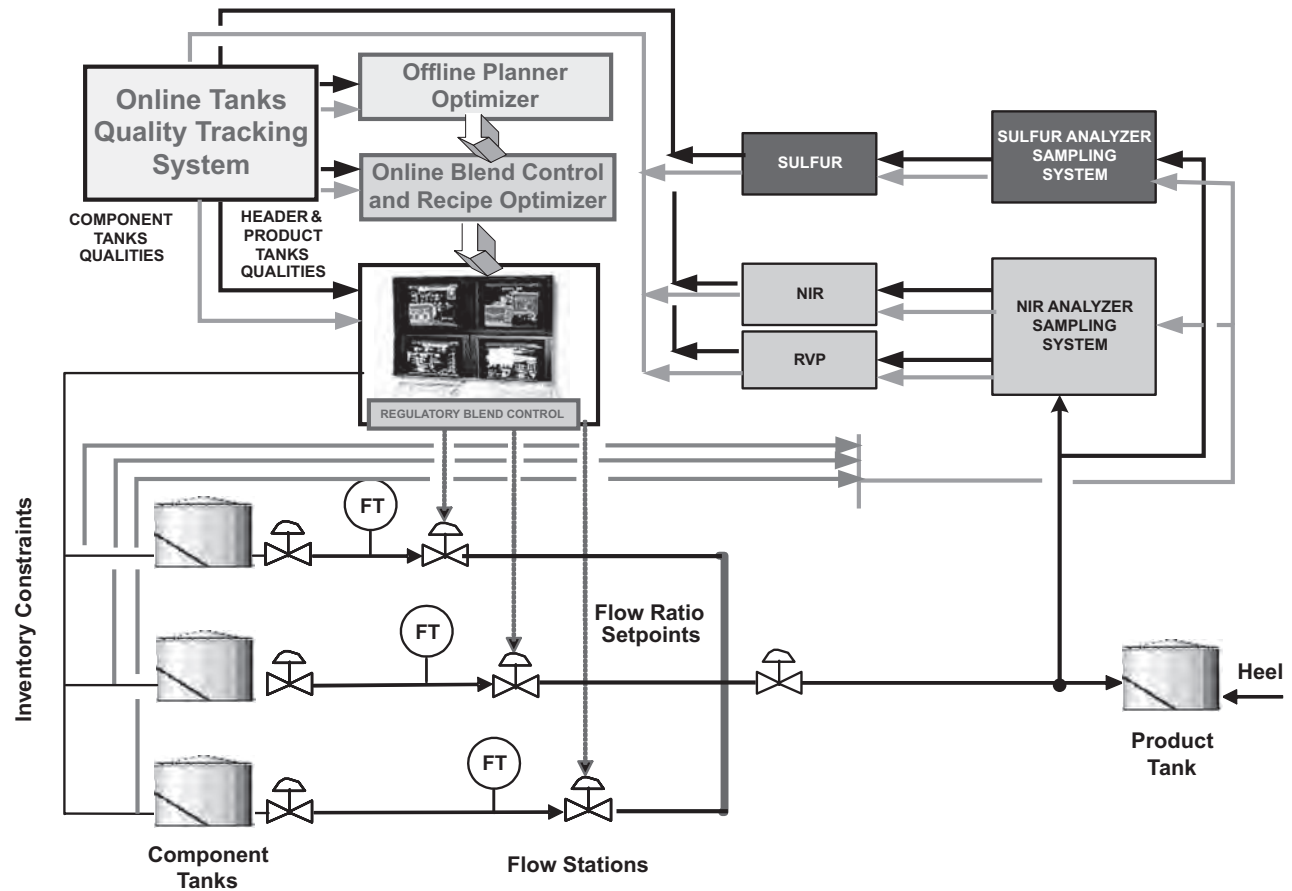 Online Tanks
Quality Tracking
System
Offline Planner
Optimizer
Online Blend Control
and Recipe Optimizer
COMPONENT
TANKS
QUALITIES
HEADER &
PRODUCT
TANKS
QUALITIES
REGULATORY BLEND CONTROL
SULFUR
SULFUR ANALYZER
SAMPLING
SYSTEM
NIR
RVP
NIR ANALYZER
SAMPLING
SYSTEM
Inventory Constraints
FT
FT
FT
Flow Ratio
Setpoints
Heel
Product
Tank
Component
Tanks
Flow Stations